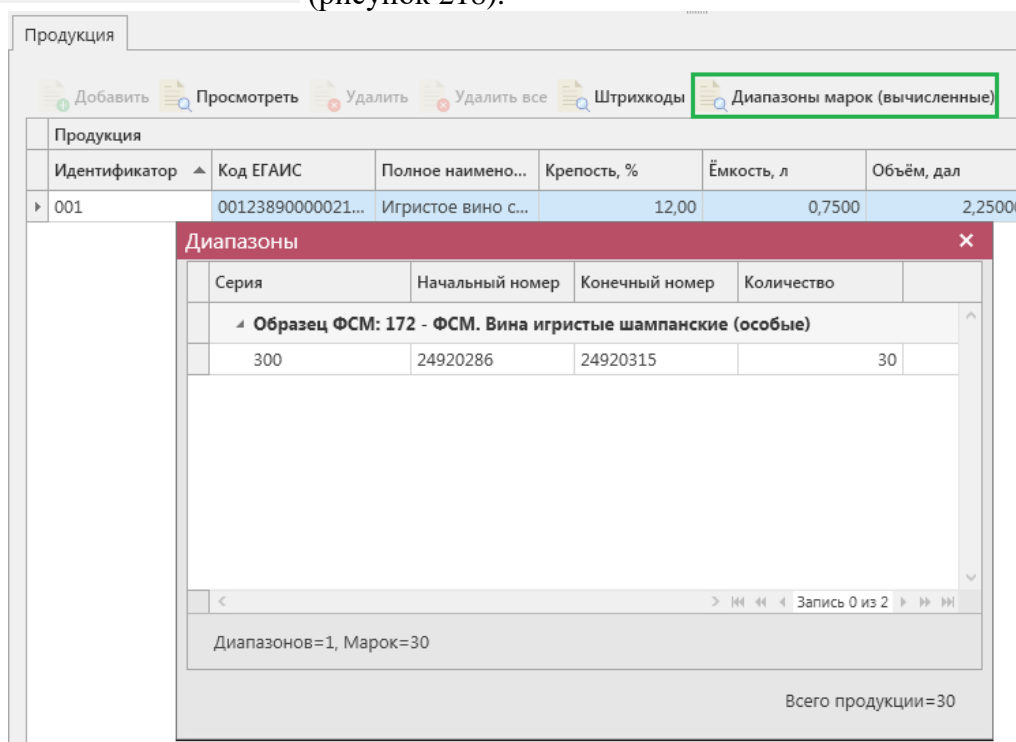 (рисунок 218).
Продукция
Добавить Просмотреть Удалить Удалить все Штрихкоды Диапазоны марок (вычисленные)
Продукция
Идентификатор Код ЕГАИС Полное наимено... Крепость, % Ёмкость, л Объём, дал
001 00123890000021... Игристое вино с... 12,00 0,7500 2,2500
Диапазоны
Серия Начальный номер Конечный номер Количество
Образец ФСМ: 172 - ФСМ. Вина игристые шампанские (особые)
300 24920286 24920315 30
Запись 0 из 2
Диапазонов=1, Марок=30
Всего продукции=30